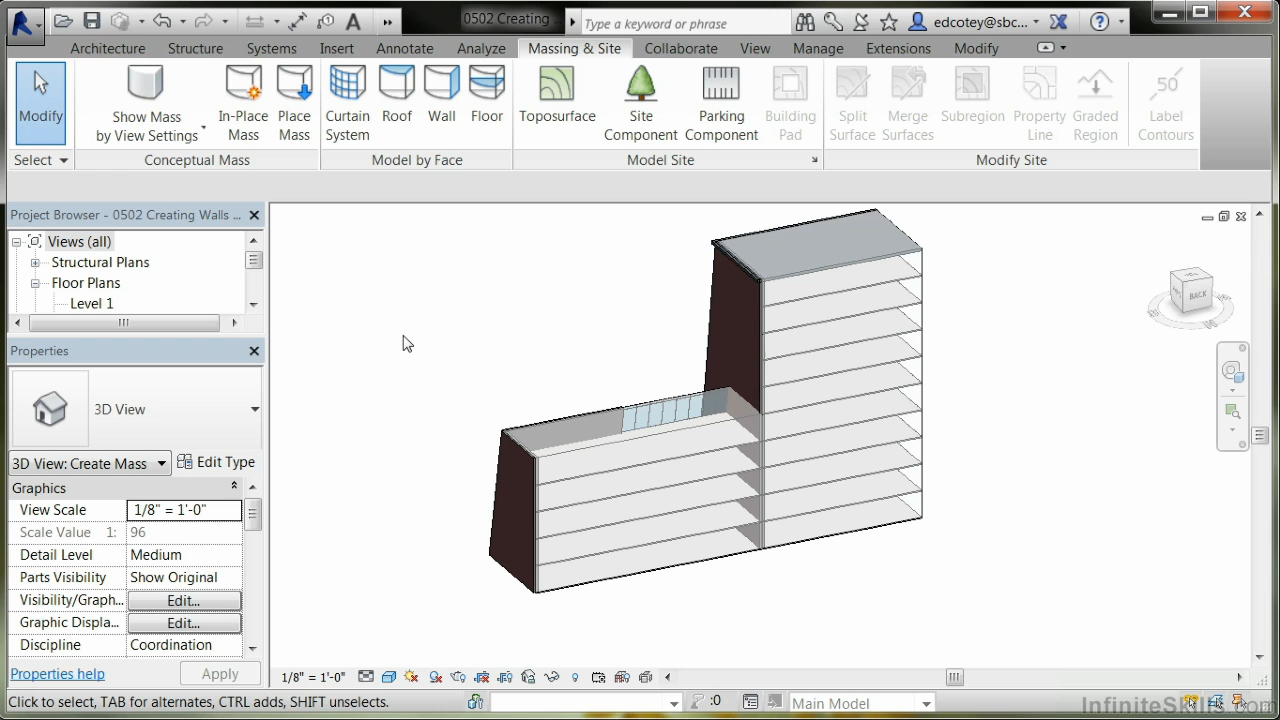 0502 Creating
Type a keyword or phrase
edcotey@sbc...
Architecture Structure Systems Insert Annotate Analyze Massing & Site Collaborate View Manage Extensions Modify
Modify
Show Mass
by View Settings
In-Place
Mass
Place
Mass
Curtain
System
Roof
Wall
Floor
Toposurface
Site
Component
Parking
Component
Building
Pad
Split
Surface
Merge
Surfaces
Subregion
Property
Line
Graded
Region
50
Label
Contours
Select
Conceptual Mass
Model by Face
Model Site
Modify Site
Project Browser - 0502 Creating Walls ...
Views (all)
Structural Plans
Floor Plans
Level 1
Properties
3D View
3D View: Create Mass
Edit Type
Graphics
View Scale 1/8" = 1'-0"
Scale Value 1: 96
Detail Level Medium
Parts Visibility Show Original
Visibility/Graph... Edit...
Graphic Displa... Edit...
Discipline Coordination
Properties help
Apply
BACK
1/8" = 1'-0"
Click to select, TAB for alternates, CTRL adds, SHIFT unselects.
:0
Main Model
InfiniteSkills.com